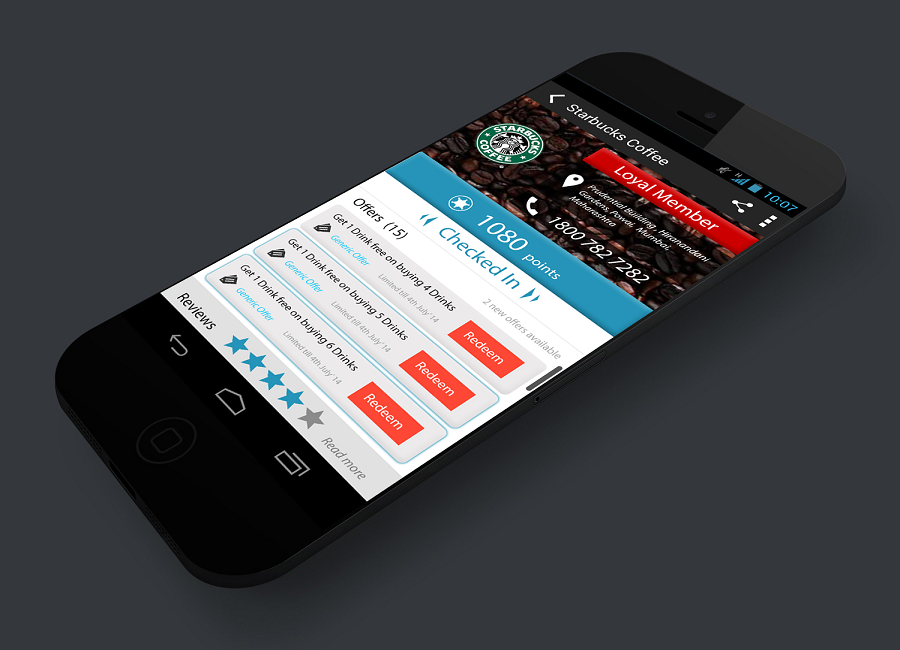 10:07
Starbucks Coffee
STARBUCKS
COFFEE
Loyal Member
Prudential Building, Hiranandani
Gardens, Powai, Mumbai,
Maharashtra
1800 782 7282
1080 points
Checked In
Offers (15)
2 new offers available
Get 1 Drink free on buying 4 Drinks
Generic Offer
Limited till 4th July'14
Redeem
Get 1 Drink free on buying 5 Drinks
Generic Offer
Limited till 4th July'14
Redeem
Get 1 Drink free on buying 6 Drinks
Generic Offer
Limited till 4th July'14
Redeem
Reviews
Read more